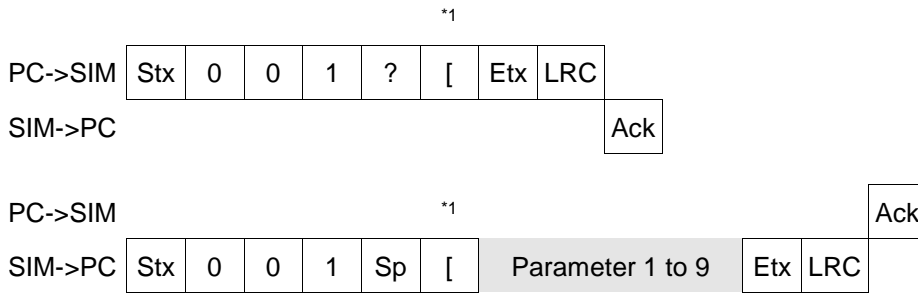 *1
PC->SIM Stx 0 0 1 ? [ Etx LRC
SIM->PC Ack
PC->SIM *1 Ack
SIM->PC Stx 0 0 1 Sp [ Parameter 1 to 9 Etx LRC